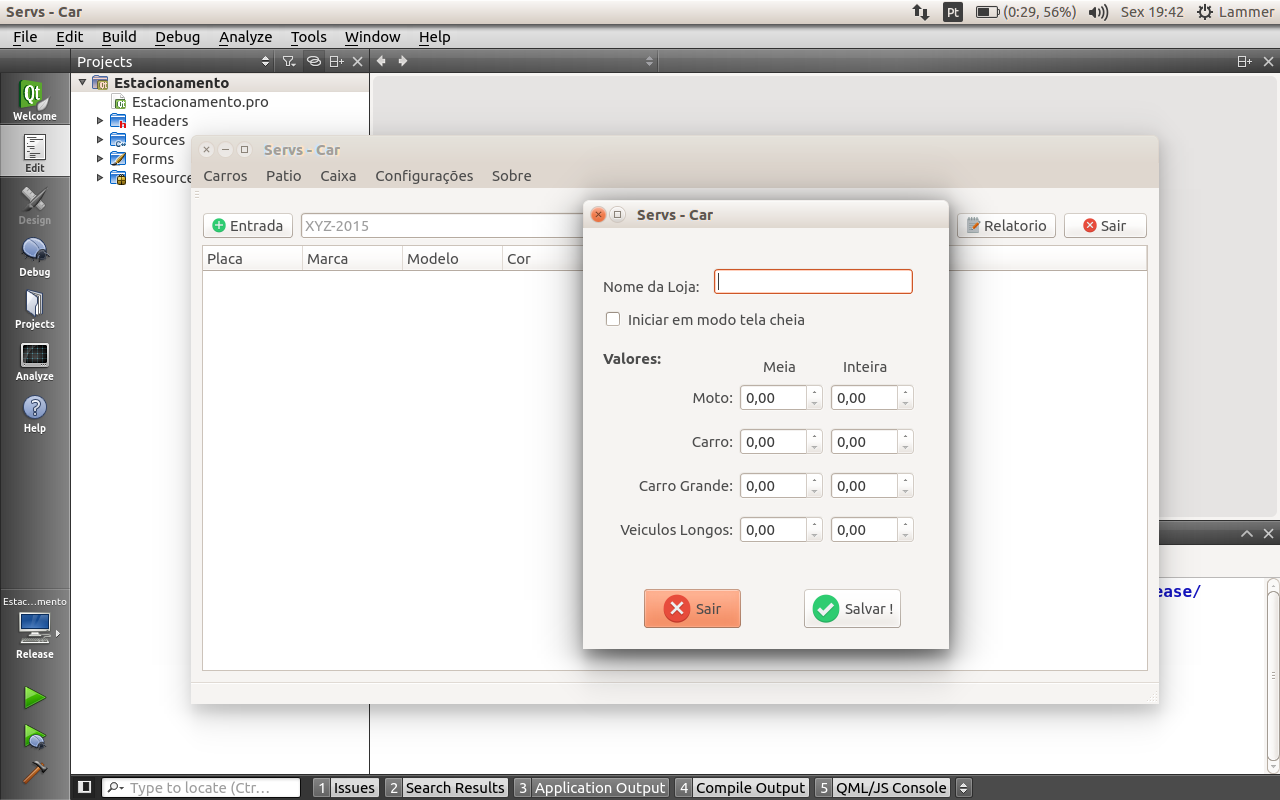 Servs - Car
Pt
(0:29, 56%)
Sex 19:42
Lammer
File Edit Build Debug Analyze Tools Window Help
Projects
Welcome
Edit
Design
Debug
Projects
Analyze
Help
Estacionamento
Estacionamento.pro
Headers
Sources
Forms
Resource
Servs - Car
Carros Patio Caixa Configurações Sobre
Entrada XYZ-2015 Relatorio Sair
Placa Marca Modelo Cor
Servs - Car
Nome da Loja:
Iniciar em modo tela cheia
Valores:
Meia Inteira
Moto: 0,00 0,00
Carro: 0,00 0,00
Carro Grande: 0,00 0,00
Veiculos Longos: 0,00 0,00
Sair Salvar !
ease/
Estac...mento
Release
Type to locate (Ctr...
1 Issues 2 Search Results 3 Application Output 4 Compile Output 5 QML/JS Console